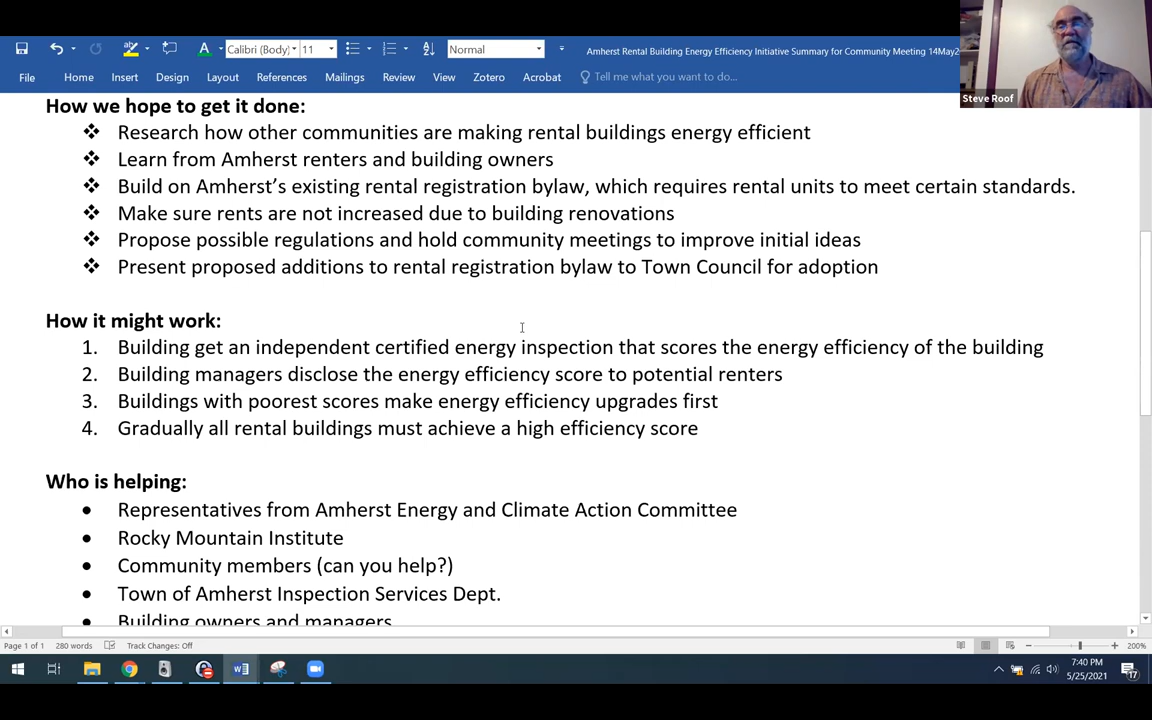 Calibri (Body)
11
Normal
Amherst Rental Building Energy Efficiency Initiative Summary for Community Meeting 14May2
File
Home
Insert
Design
Layout
References
Mailings
Review
View
Zotero
Acrobat
Tell me what you want to do...
Steve Roof
How we hope to get it done:
❖ Research how other communities are making rental buildings energy efficient
❖ Learn from Amherst renters and building owners
❖ Build on Amherst's existing rental registration bylaw, which requires rental units to meet certain standards.
❖ Make sure rents are not increased due to building renovations
❖ Propose possible regulations and hold community meetings to improve initial ideas
❖ Present proposed additions to rental registration bylaw to Town Council for adoption
How it might work:
1. Building get an independent certified energy inspection that scores the energy efficiency of the building
2. Building managers disclose the energy efficiency score to potential renters
3. Buildings with poorest scores make energy efficiency upgrades first
4. Gradually all rental buildings must achieve a high efficiency score
Who is helping:
• Representatives from Amherst Energy and Climate Action Committee
• Rocky Mountain Institute
• Community members (can you help?)
• Town of Amherst Inspection Services Dept.
• Building owners and managers
Page 1 of 1
280 words
Track Changes: Off
200%
7:40 PM
5/25/2021
17